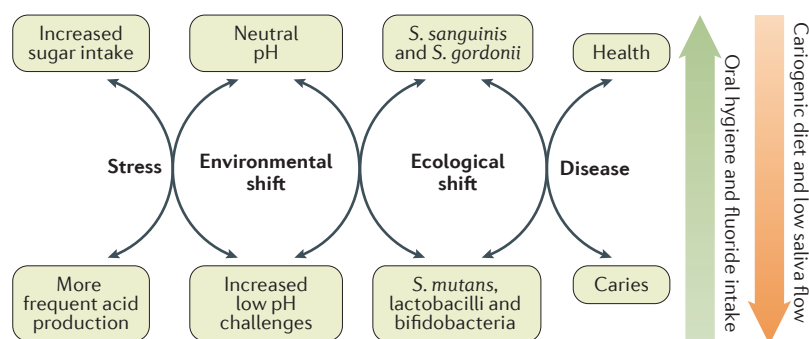 Increased
sugar intake
Neutral
pH
S. sanguinis
and S. gordonii
Health
Stress
Environmental
shift
Ecological
shift
Disease
More
frequent acid
production
Increased
low pH
challenges
S. mutans,
lactobacilli and
bifidobacteria
Caries
Oral hygiene and fluoride intake
Cariogenic diet and low saliva flow